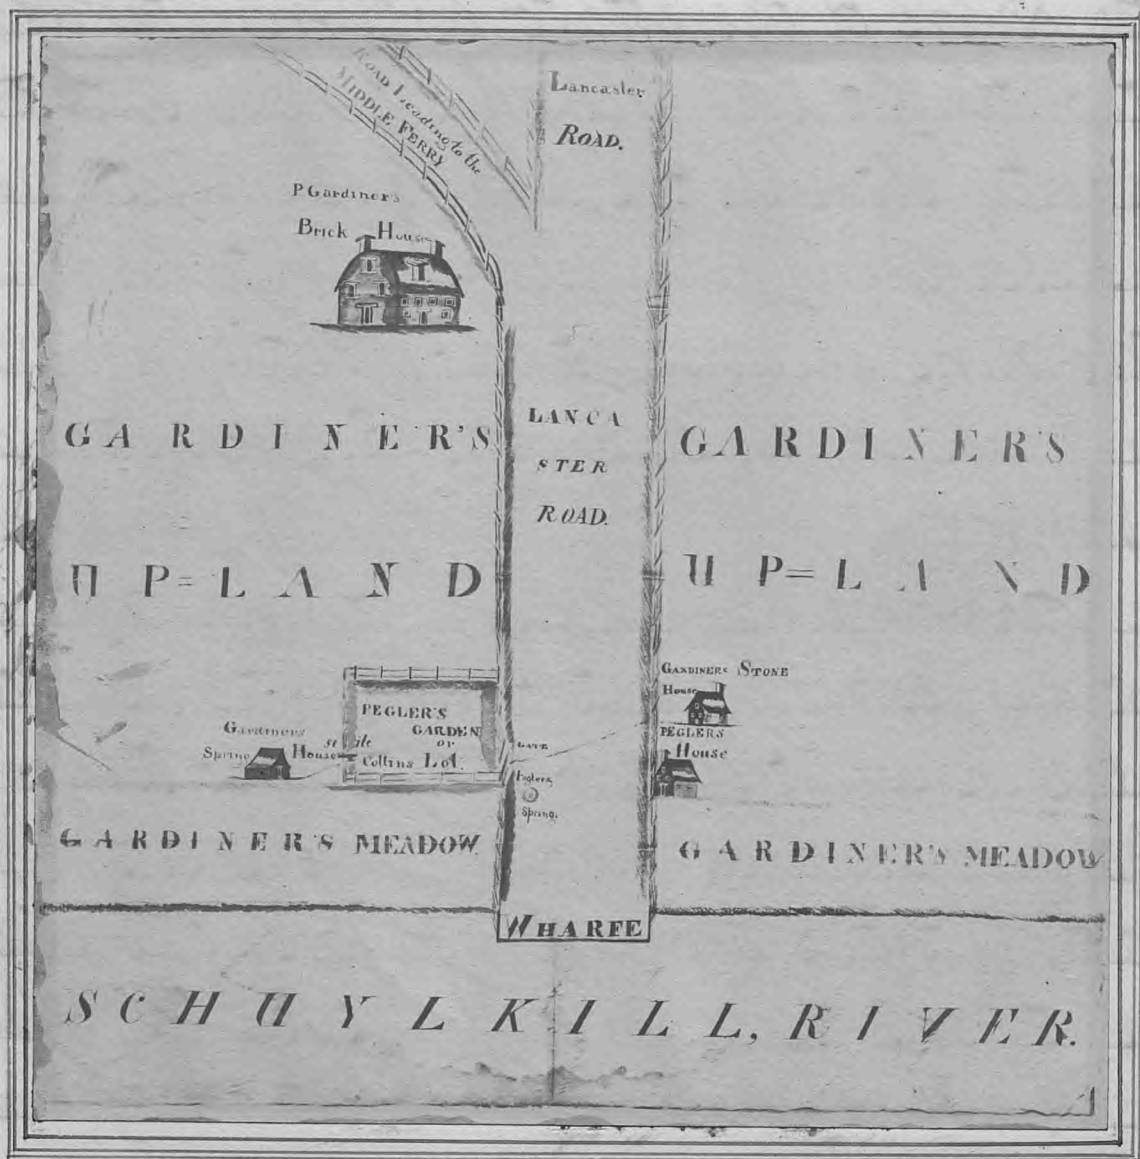 ROAD Leading to the
MIDDLE FERRY
Lancaster
ROAD.
P Gardiner's
Brick House
LANCA
STER
ROAD.
GARDINER'S
UP=LAND
GARDINER'S
UP=LAND
PEGLER'S
GARDEN
or
Collins Lot.
Gardiners
Spring House
stile
GATE
Peglers
Spring.
GARDINERS STONE
House
PEGLERS
House
GARDINER'S MEADOW.
GARDINER'S MEADOW
WHARFE
SCHUYLKILL, RIVER.